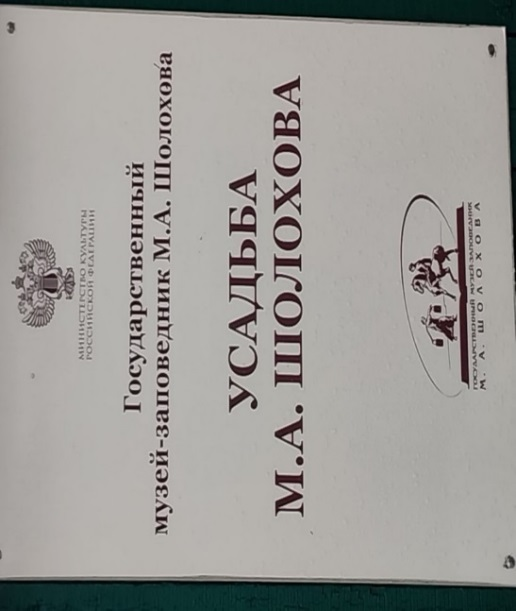 МИНИСТЕРСТВО КУЛЬТУРЫ
РОССИЙСКОЙ ФЕДЕРАЦИИ
Государственный
музей-заповедник М.А. Шолохова
УСАДЬБА
М.А. ШОЛОХОВА
ГОСУДАРСТВЕННЫЙ МУЗЕЙ-ЗАПОВЕДНИК
М. А. ШОЛОХОВА